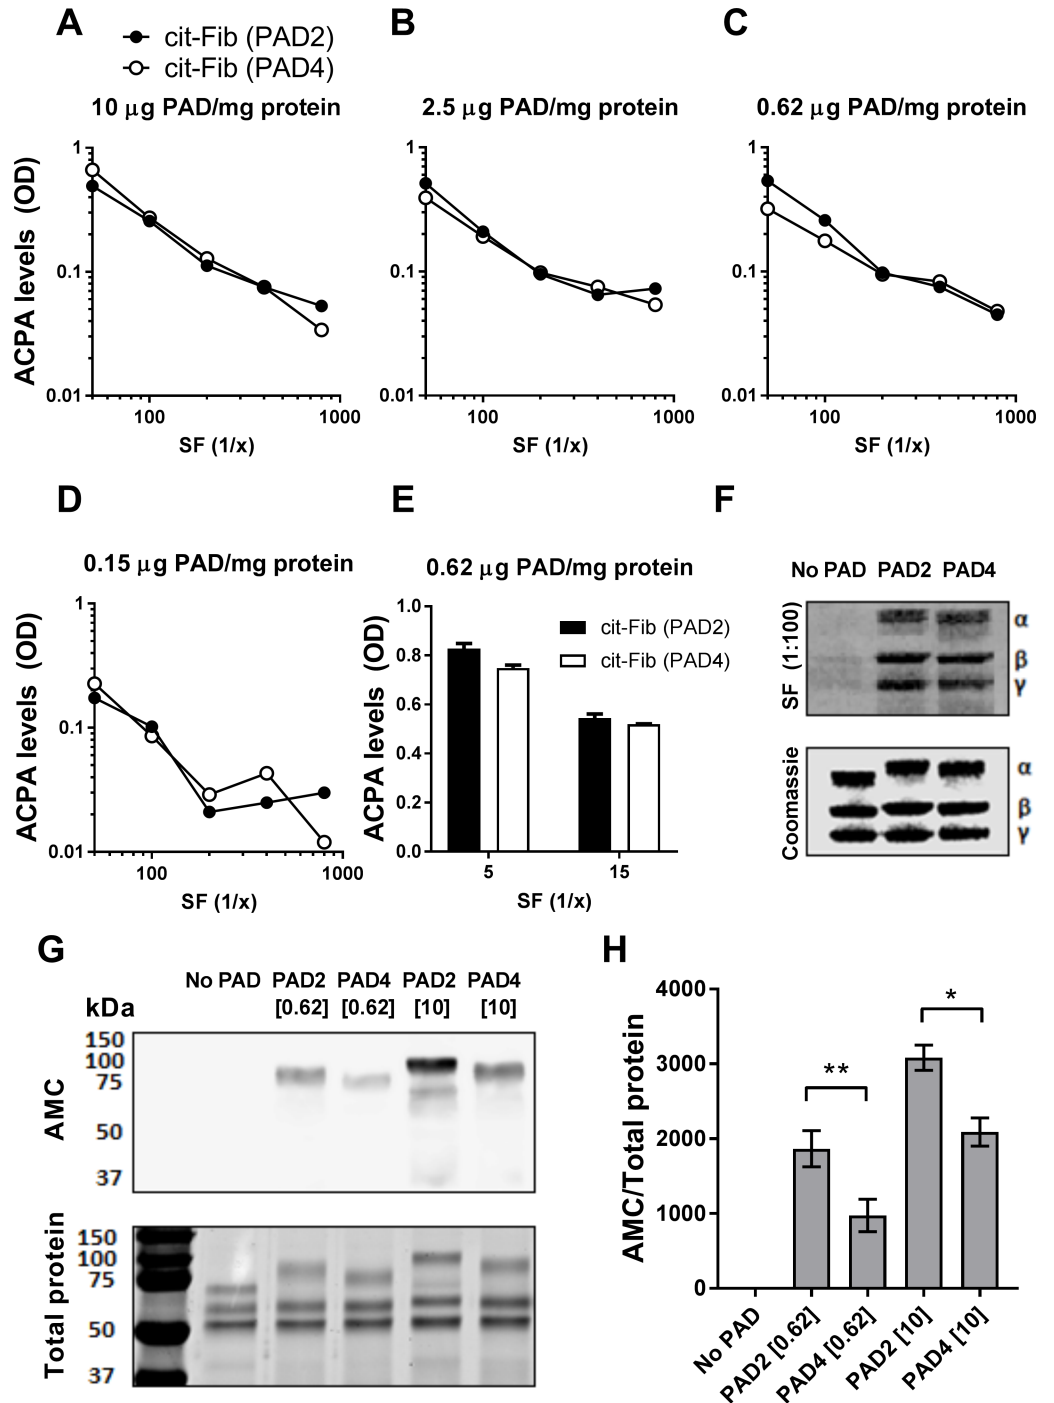 A
B
C
cit-Fib (PAD2)
cit-Fib (PAD4)
10 μg PAD/mg protein
2.5 μg PAD/mg protein
0.62 μg PAD/mg protein
ACPA levels (OD)
1
0.1
0.01
100
1000
SF (1/x)
1
0.1
0.01
100
1000
SF (1/x)
1
0.1
0.01
100
1000
SF (1/x)
D
E
F
0.15 μg PAD/mg protein
ACPA levels (OD)
1
0.1
0.01
100
1000
SF (1/x)
0.62 μg PAD/mg protein
ACPA levels (OD)
1.0
0.8
0.6
0.4
0.2
0.0
cit-Fib (PAD2)
cit-Fib (PAD4)
5
15
SF (1/x)
No PAD PAD2 PAD4
SF (1:100)
α
β
γ
Coomassie
α
β
γ
G
H
No PAD PAD2 PAD4 PAD2 PAD4
[0.62] [0.62] [10] [10]
kDa
AMC
150
100
75
50
37
Total protein
150
100
75
50
37
AMC/Total protein
4000
3000
2000
1000
0
**
*
No PAD
PAD2 [0.62]
PAD4 [0.62]
PAD2 [10]
PAD4 [10]